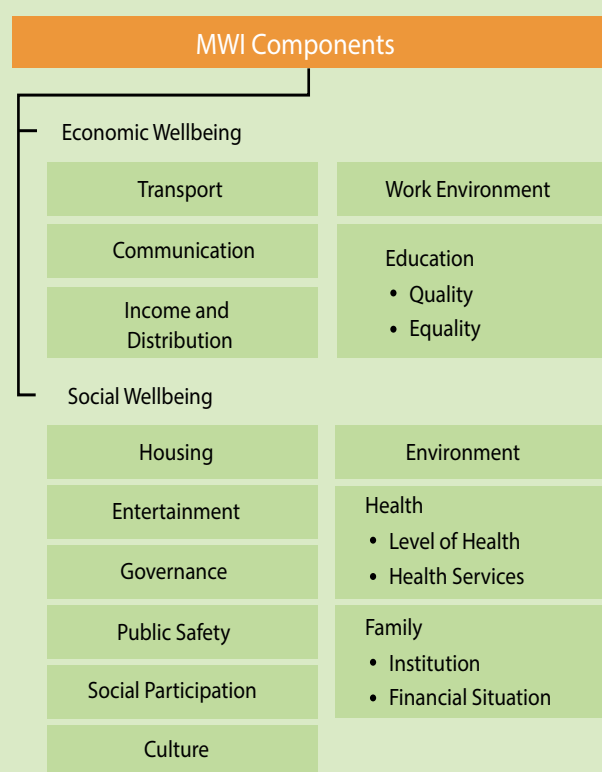 MWI Components
Economic Wellbeing
Transport
Communication
Income and
Distribution
Work Environment
Education
• Quality
• Equality
Social Wellbeing
Housing
Entertainment
Governance
Public Safety
Social Participation
Culture
Environment
Health
• Level of Health
• Health Services
Family
• Institution
• Financial Situation